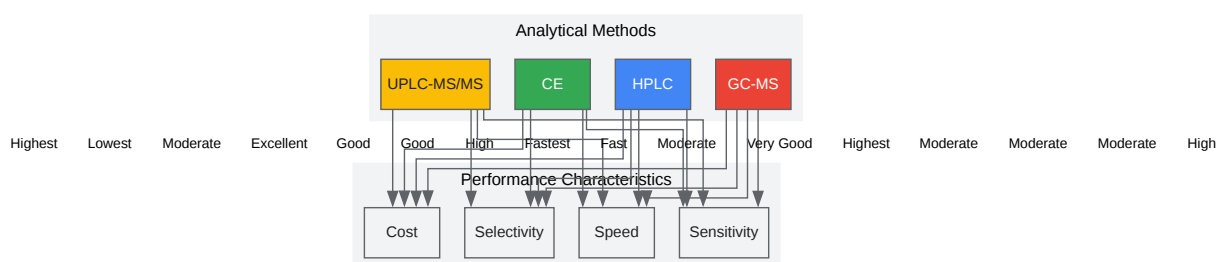 Analytical Methods
UPLC-MS/MS CE HPLC GC-MS
Highest Lowest Moderate Excellent Good Good High Fastest Fast Moderate Very Good Highest Moderate Moderate Moderate High
Performance Characteristics
Cost Selectivity Speed Sensitivity